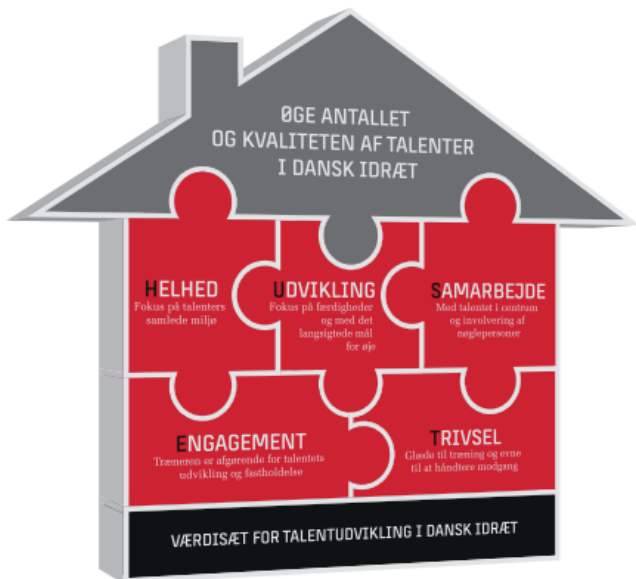 ØGE ANTALLET
OG KVALITETEN AF TALENTER
I DANSK IDRÆT
HELHED
Fokus på talenters
samlede miljø
UDVIKLING
Fokus på færdigheder
og med det
langsigtede mål
for øje
SAMARBEJDE
Med talentet i centrum
og involvering af
nøglepersoner
ENGAGEMENT
Træneren er afgørende for talentets
udvikling og fastholdelse
TRIVSEL
Glæde til træning og evne
til at håndtere modgang
VÆRDISÆT FOR TALENTUDVIKLING I DANSK IDRÆT